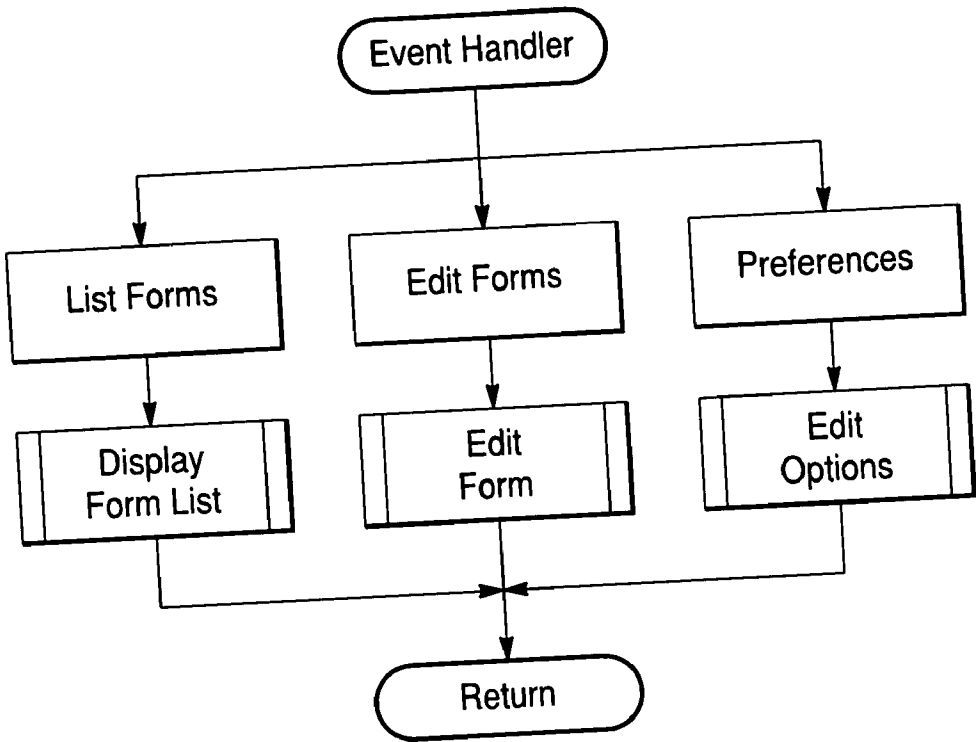 Event Handler
List Forms
Edit Forms
Preferences
Display
Form List
Edit
Form
Edit
Options
Return